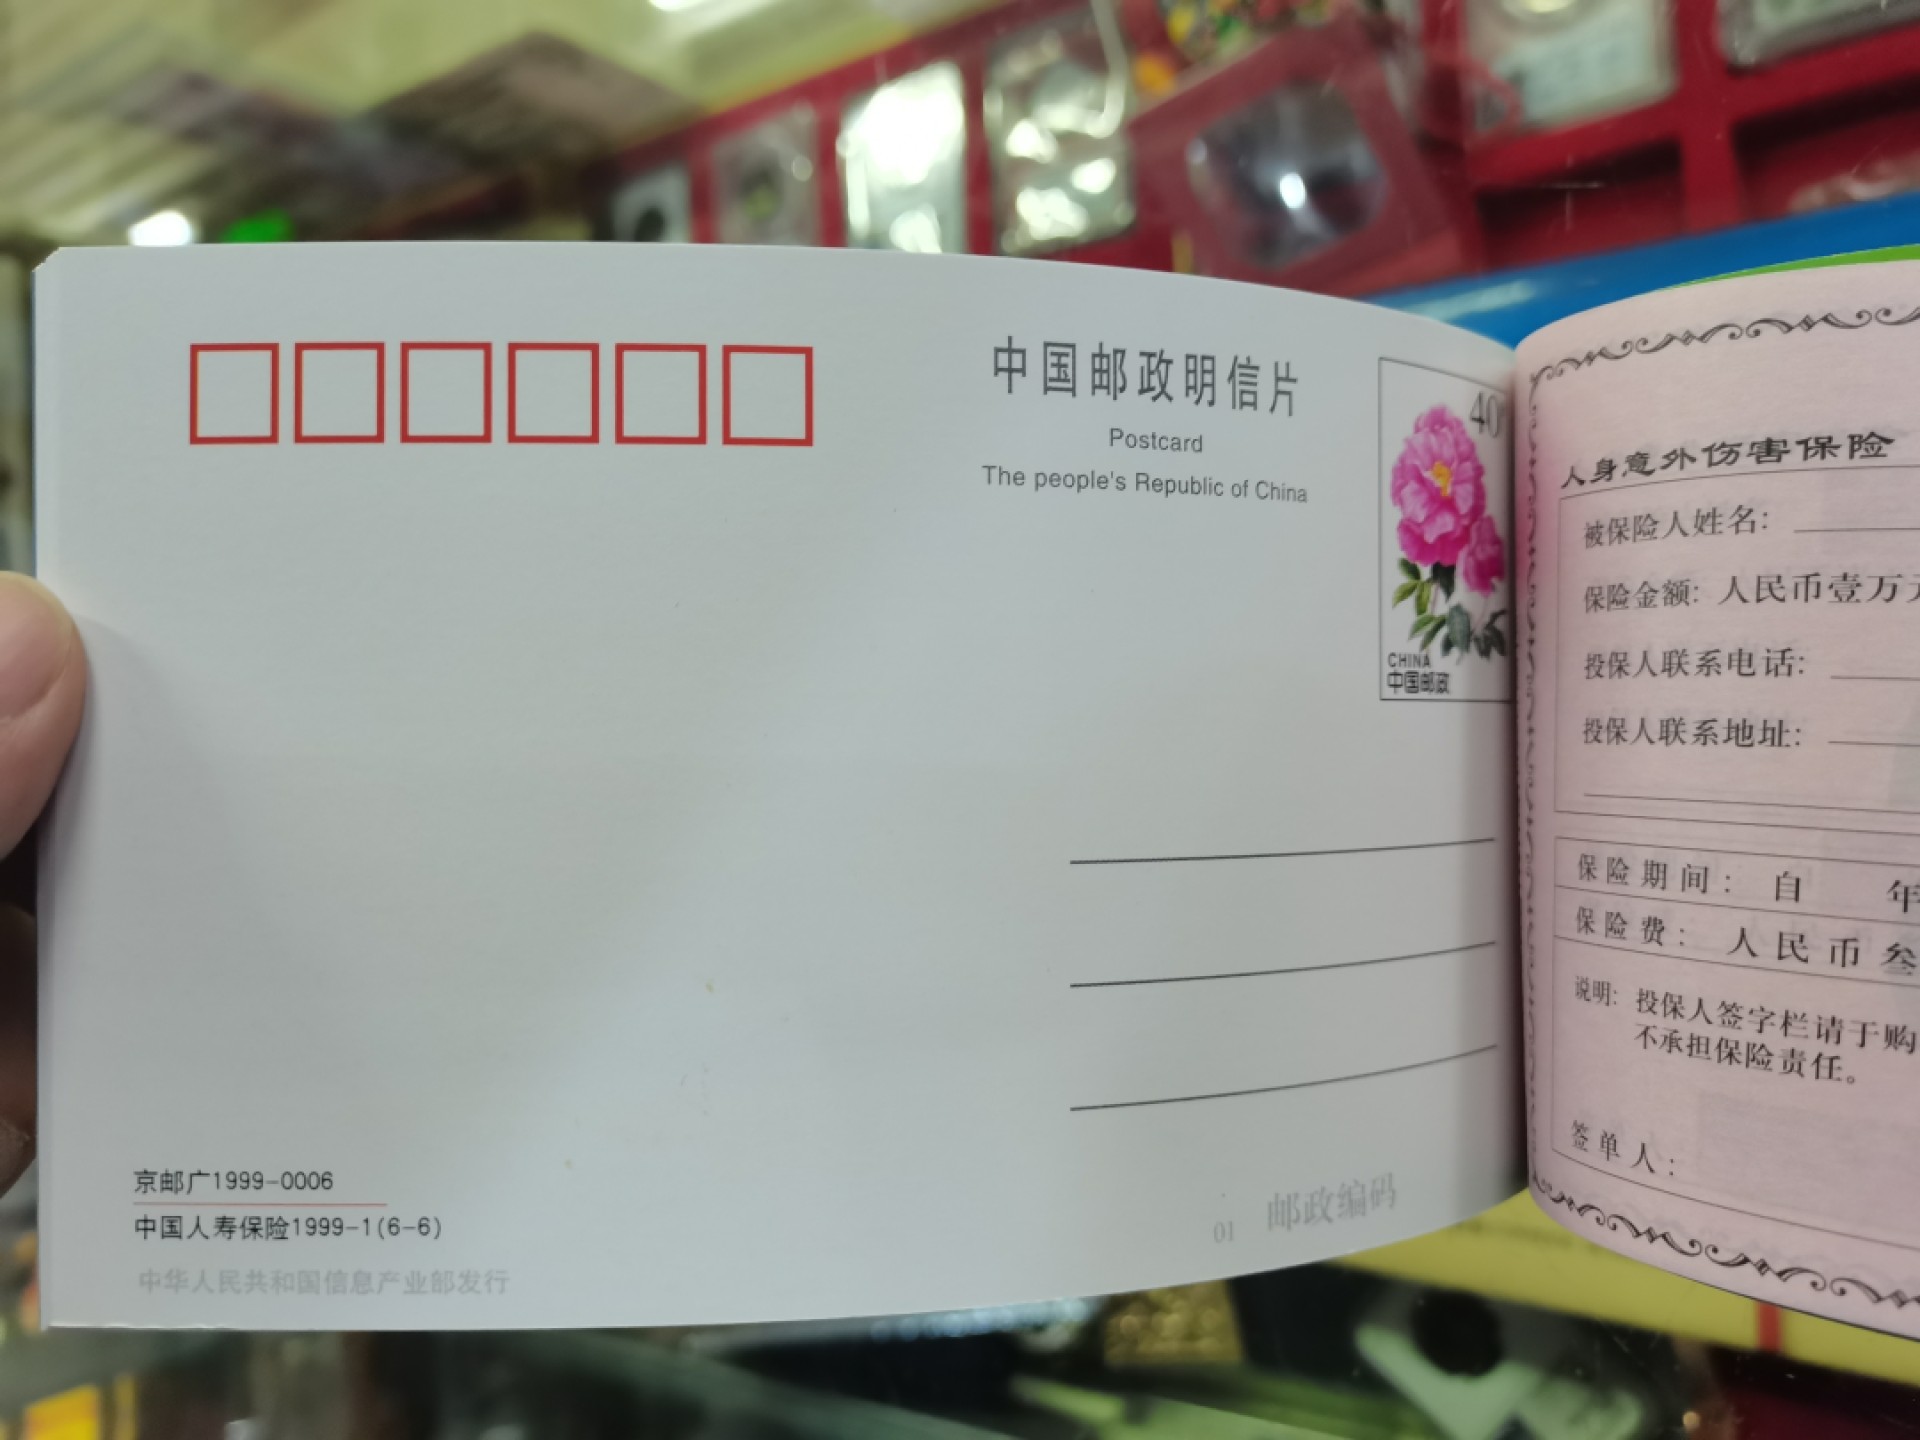 中国邮政明信片
Postcard
The people's Republic of China
40
CHINA
中国邮政
京邮广1999-0006
中国人寿保险1999-1(6-6)
中华人民共和国信息产业部发行
01 邮政编码
人身意外伤害保险
被保险人姓名:
保险金额: 人民币壹万元
投保人联系电话:
投保人联系地址:
保险期间: 自 年
保险费: 人民币叁
说明: 投保人签字栏请于购
不承担保险责任。
签单人: